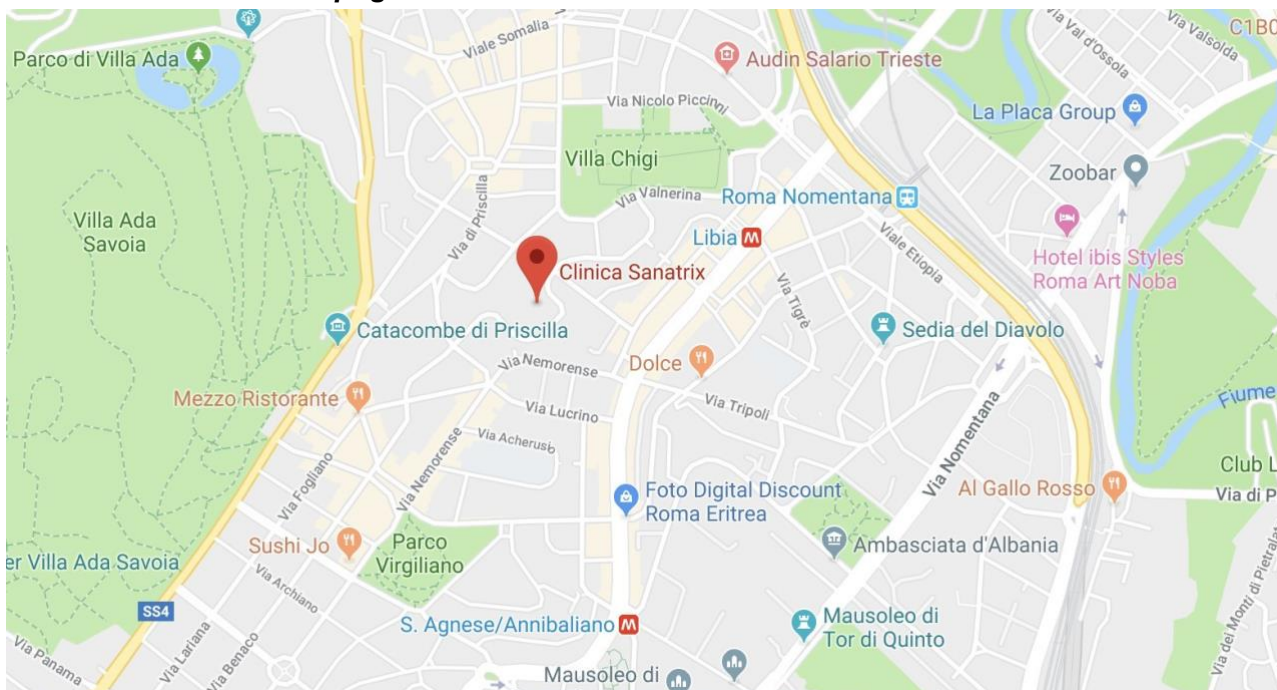 Viale Somalia
Via Val d'Ossola
Via Valsolda
C1B0
Parco di Villa Ada
Audin Salario Trieste
Via Nicolo Piccinni
La Placa Group
Villa Chigi
Zoobar
Via di Priscilla
Via Valnerina
Roma Nomentana
Villa Ada
Savoia
Libia
Viale Etiopia
Hotel ibis Styles
Roma Art Noba
Clinica Sanatrix
Via Tigrè
Catacombe di Priscilla
Sedia del Diavolo
Via Nemorense
Dolce
Mezzo Ristorante
Via Lucrino
Via Tripoli
Fiume
Via Acherusio
Via Nomentana
Via Fogliano
Via Nemorense
Club L
Al Gallo Rosso
Via di P
Foto Digital Discount
Roma Eritrea
Sushi Jo
Parco
Virgiliano
Ambasciata d'Albania
er Villa Ada Savoia
Via Archiano
SS4
S. Agnese/Annibaliano
Mausoleo di
Tor di Quinto
Via dei Monti di Pietrala
Via Panama
Via Lariana
Via Benaco
Mausoleo di